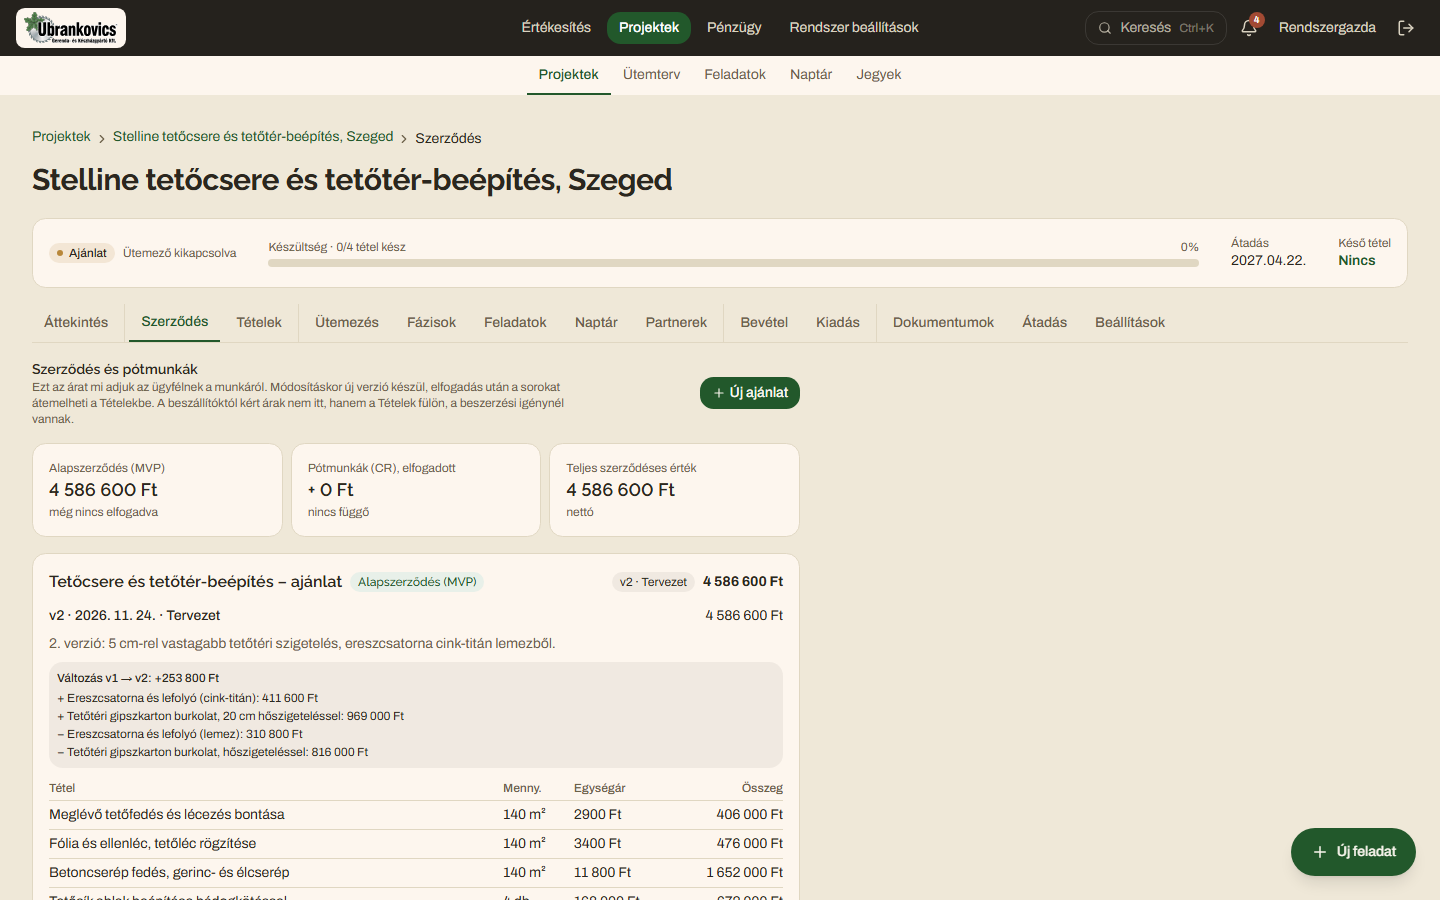 Ubrankovics
Gerenda- és Készházgyártó Kft.
Értékesítés
Projektek
Pénzügy
Rendszer beállítások
Keresés Ctrl+K
4
Rendszergazda
Projektek
Ütemterv
Feladatok
Naptár
Jegyek
Projektek > Stelline tetőcsere és tetőtér-beépítés, Szeged > Szerződés
Stelline tetőcsere és tetőtér-beépítés, Szeged
Ajánlat
Ütemező kikapcsolva
Készültség · 0/4 tétel kész
0%
Átadás
2027.04.22.
Késő tétel
Nincs
Áttekintés
Szerződés
Tételek
Ütemezés
Fázisok
Feladatok
Naptár
Partnerek
Bevétel
Kiadás
Dokumentumok
Átadás
Beállítások
Szerződés és pótmunkák
Ezt az árat mi adjuk az ügyfélnek a munkáról. Módosításkor új verzió készül, elfogadás után a sorokat
átemelheti a Tételekbe. A beszállítóktól kért árak nem itt, hanem a Tételek fülön, a beszerzési igénynél
vannak.
+ Új ajánlat
Alapszerződés (MVP)
4 586 600 Ft
még nincs elfogadva
Pótmunkák (CR), elfogadott
+ 0 Ft
nincs függő
Teljes szerződéses érték
4 586 600 Ft
nettó
Tetőcsere és tetőtér-beépítés – ajánlat
Alapszerződés (MVP)
v2 · Tervezet
4 586 600 Ft
v2 · 2026. 11. 24. · Tervezet
4 586 600 Ft
2. verzió: 5 cm-rel vastagabb tetőtéri szigetelés, ereszcsatorna cink-titán lemezből.
Változás v1 → v2: +253 800 Ft
+ Ereszcsatorna és lefolyó (cink-titán): 411 600 Ft
+ Tetőtéri gipszkarton burkolat, 20 cm hőszigeteléssel: 969 000 Ft
− Ereszcsatorna és lefolyó (lemez): 310 800 Ft
− Tetőtéri gipszkarton burkolat, hőszigeteléssel: 816 000 Ft
Tétel Menny. Egységár Összeg
Meglévő tetőfedés és lécezés bontása 140 m² 2900 Ft 406 000 Ft
Fólia és ellenléc, tetőléc rögzítése 140 m² 3400 Ft 476 000 Ft
Betoncserép fedés, gerinc- és élcserép 140 m² 11 800 Ft 1 652 000 Ft
+ Új feladat